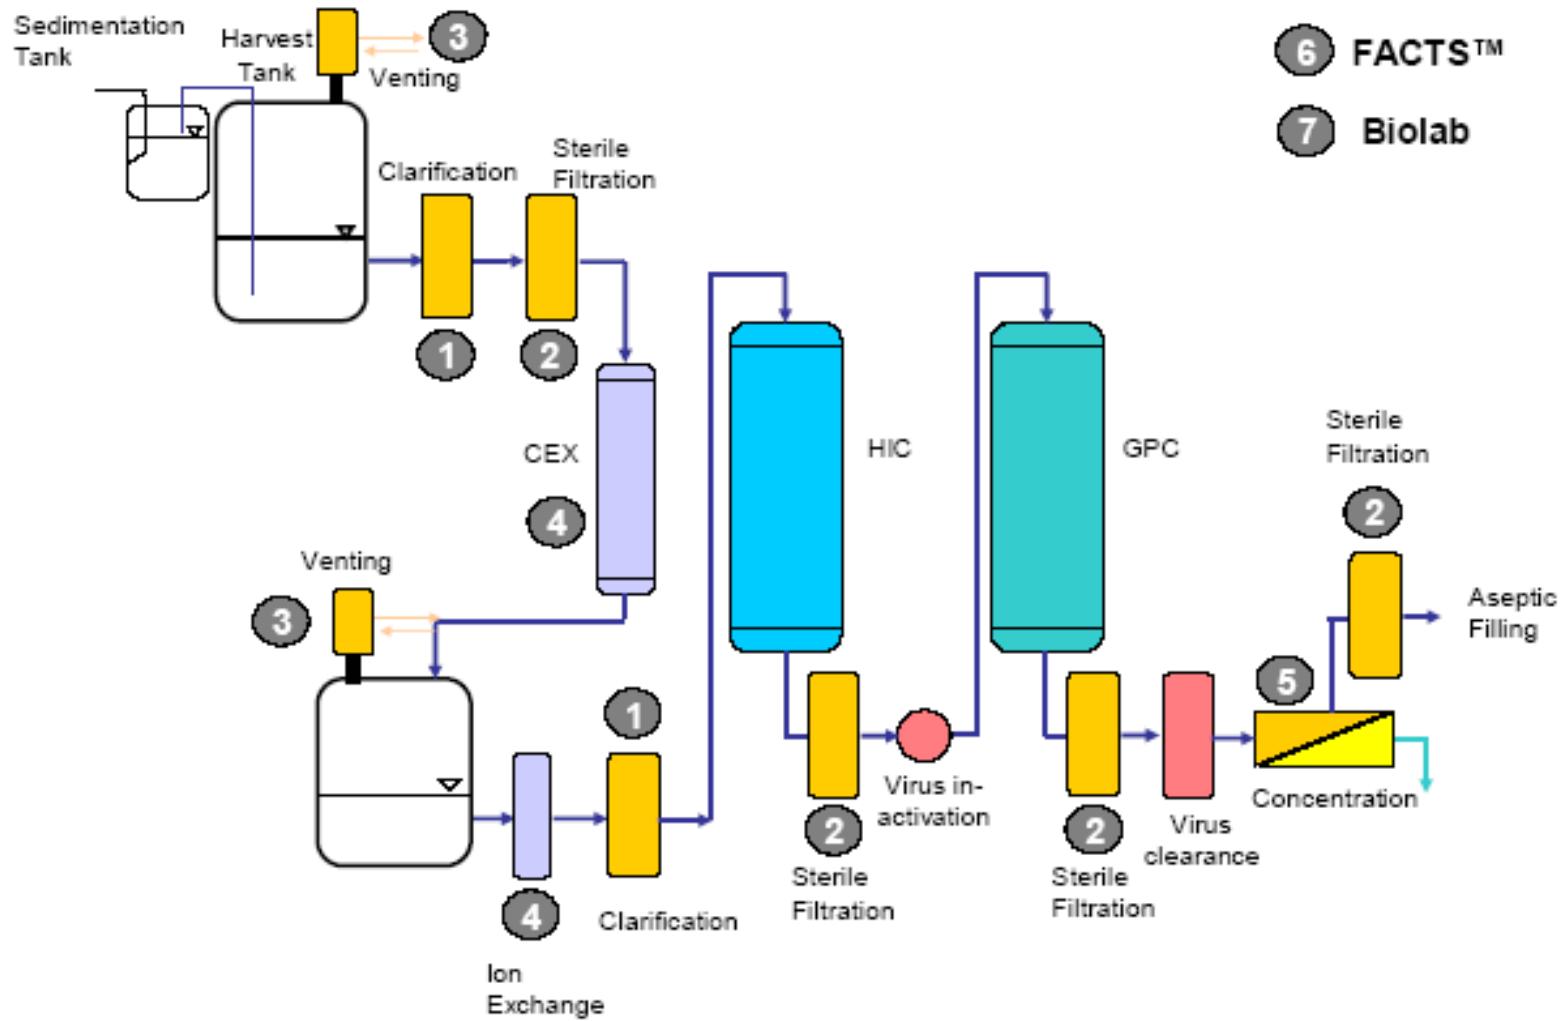 Sedimentation
Tank
Harvest
Tank
3
Venting
6 FACTS™
7 Biolab
Clarification
Sterile
Filtration
1
2
CEX
4
HIC
GPC
Sterile
Filtration
2
Venting
3
Aseptic
Filling
5
1
Concentration
Virus in-
activation
2
Sterile
Filtration
2
Sterile
Filtration
Virus
clearance
4
Clarification
Ion
Exchange